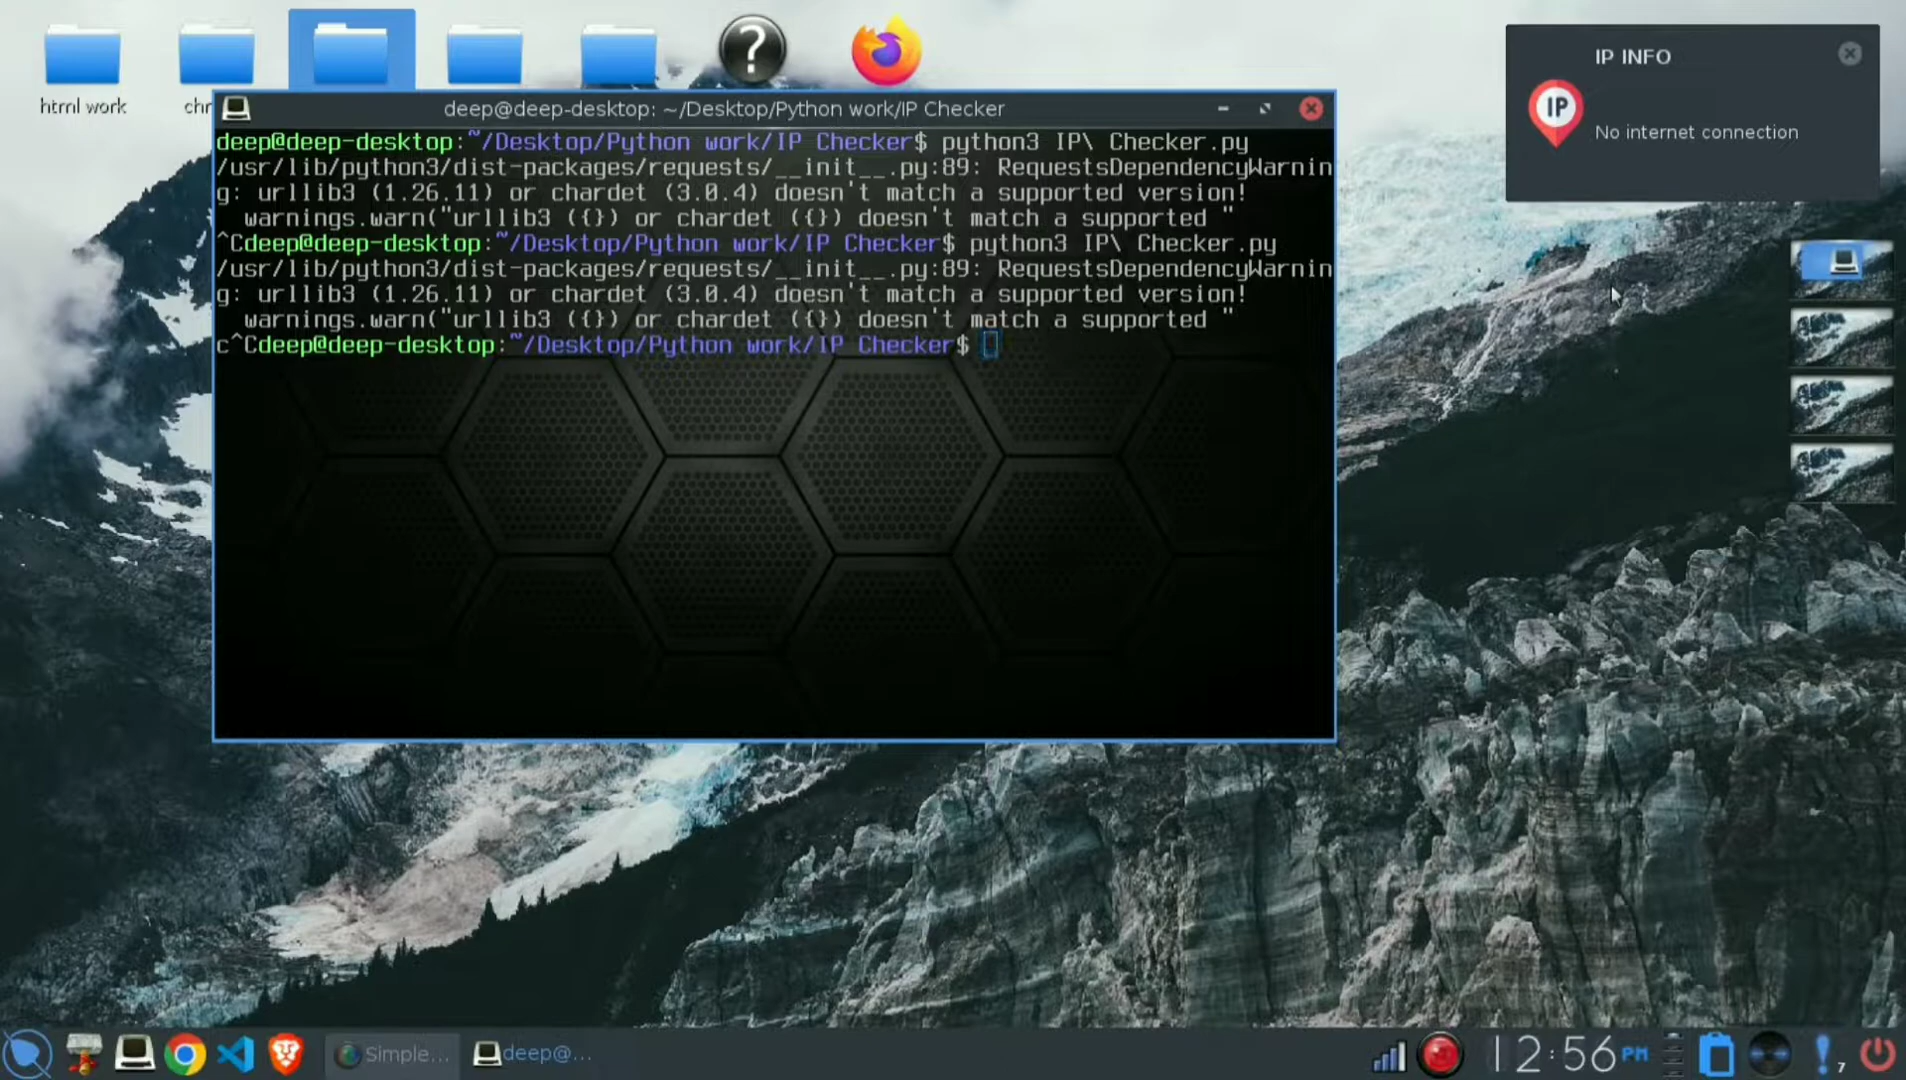 html work
chr
IP INFO
IP
No internet connection
deep@deep-desktop: ~/Desktop/Python work/IP Checker
deep@deep-desktop:~/Desktop/Python work/IP Checker$ python3 IP\ Checker.py
/usr/lib/python3/dist-packages/requests/__init__.py:89: RequestsDependencyWarnin
g: urllib3 (1.26.11) or chardet (3.0.4) doesn't match a supported version!
  warnings.warn("urllib3 ({}) or chardet ({}) doesn't match a supported "
^Cdeep@deep-desktop:~/Desktop/Python work/IP Checker$ python3 IP\ Checker.py
/usr/lib/python3/dist-packages/requests/__init__.py:89: RequestsDependencyWarnin
g: urllib3 (1.26.11) or chardet (3.0.4) doesn't match a supported version!
  warnings.warn("urllib3 ({}) or chardet ({}) doesn't match a supported "
c^Cdeep@deep-desktop:~/Desktop/Python work/IP Checker$
Simple...
deep@...
12:56 PM
7